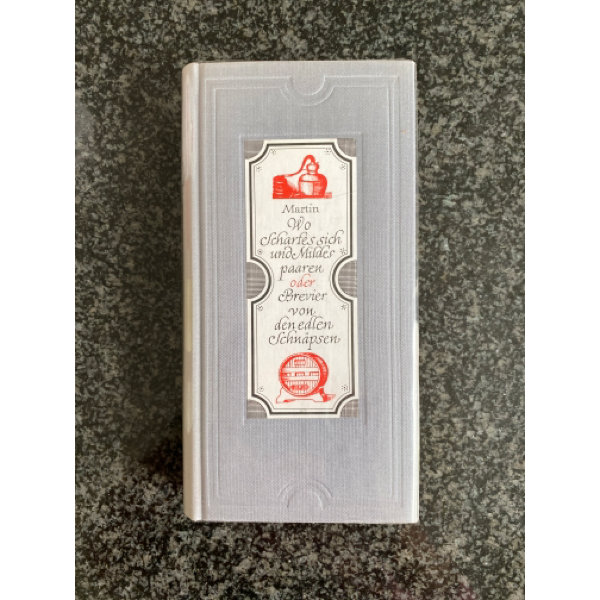 Martin
Wo
Scharfes sich
und Mildes
paaren
oder
Brevier
von
den edlen
Schnäpsen